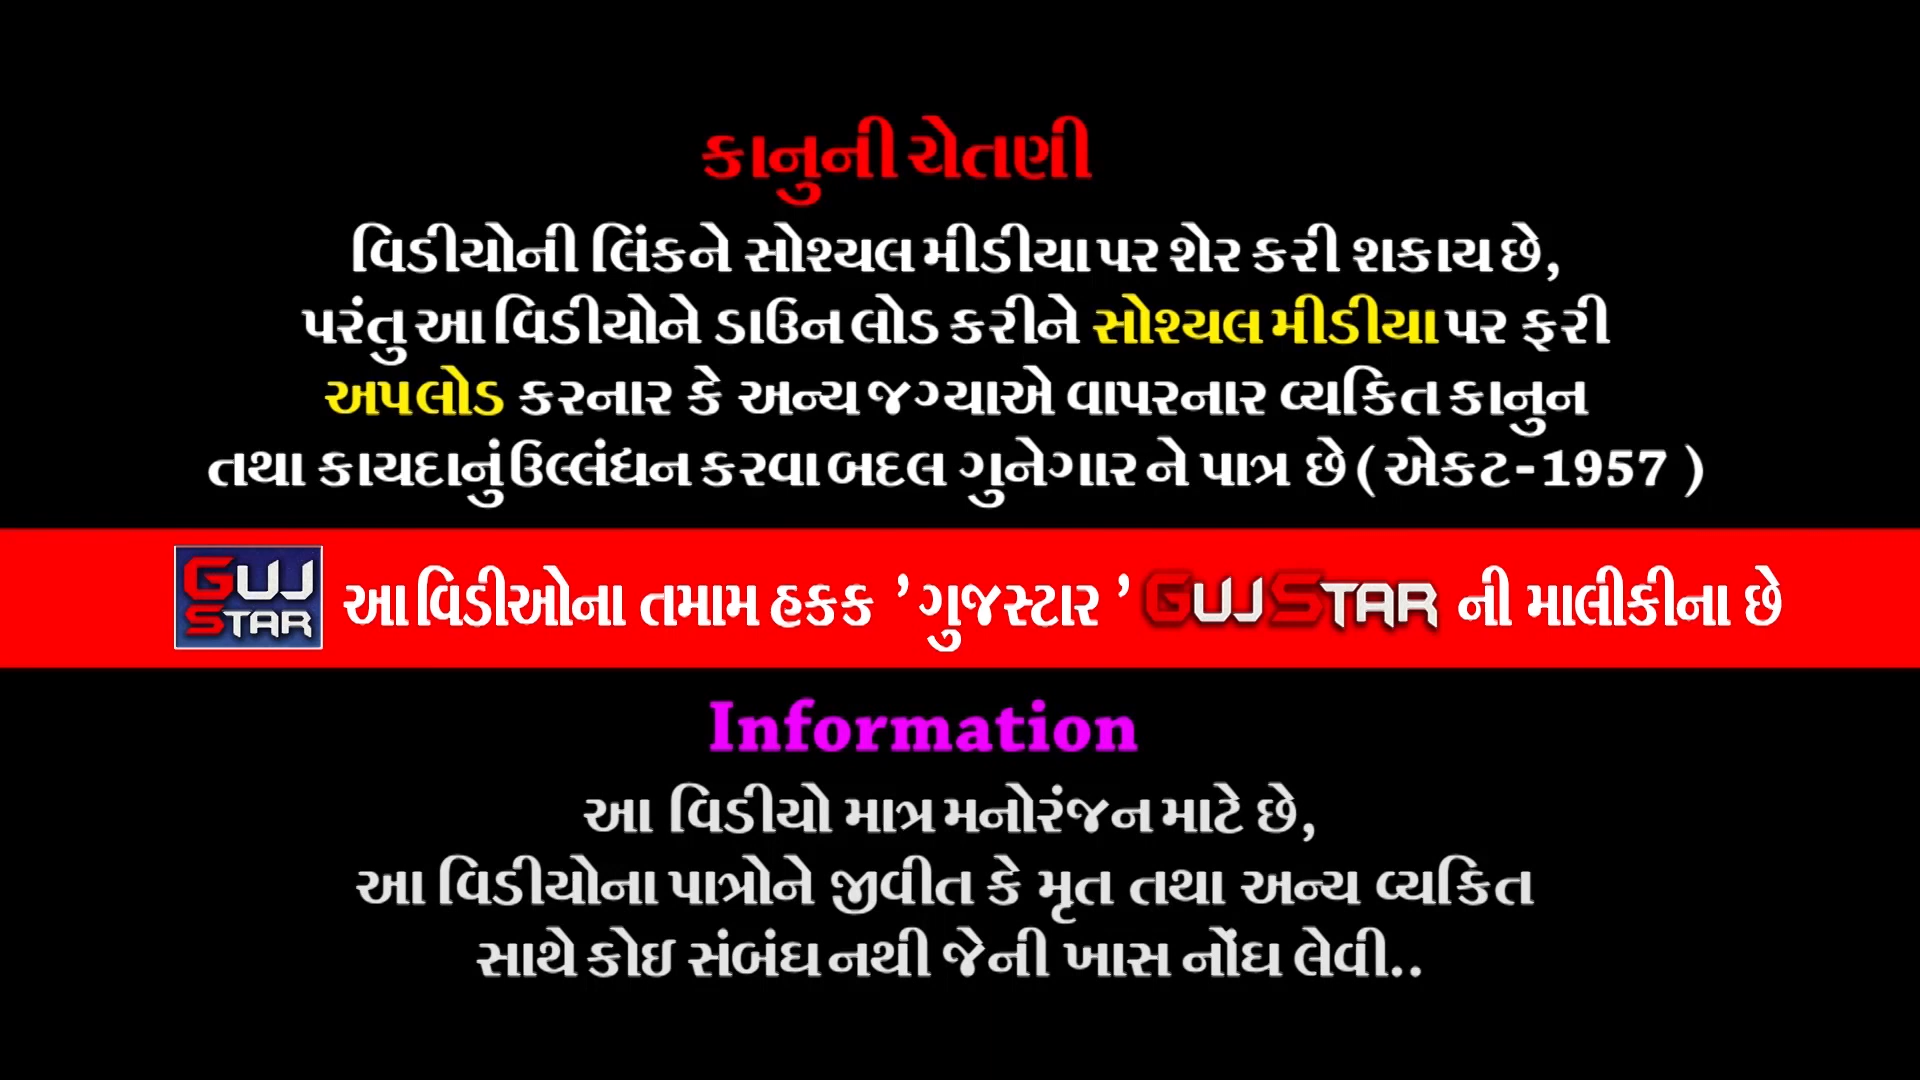 કાનુની ચેતણી
વિડીયોની લિંકને સોશ્યલ મીડીયા પર શેર કરી શકાય છે,
પરંતુ આ વિડીયોને ડાઉન લોડ કરીને સોશ્યલ મીડીયા પર ફરી
અપલોડ કરનાર કે અન્ય જગ્યાએ વાપરનાર વ્યકિત કાનુન
તથા કાયદાનું ઉલ્લંઘન કરવા બદલ ગુનેગાર ને પાત્ર છે ( એકટ-1957 )
GUJ STAR આ વિડીઓના તમામ હકક ’ ગુજસ્ટાર ’ GUJ STAR ની માલીકીના છે
Information
આ વિડીયો માત્ર મનોરંજન માટે છે,
આ વિડીયોના પાત્રોને જીવીત કે મૃત તથા અન્ય વ્યકિત
સાથે કોઇ સંબંઘ નથી જેની ખાસ નોંઘ લેવી..